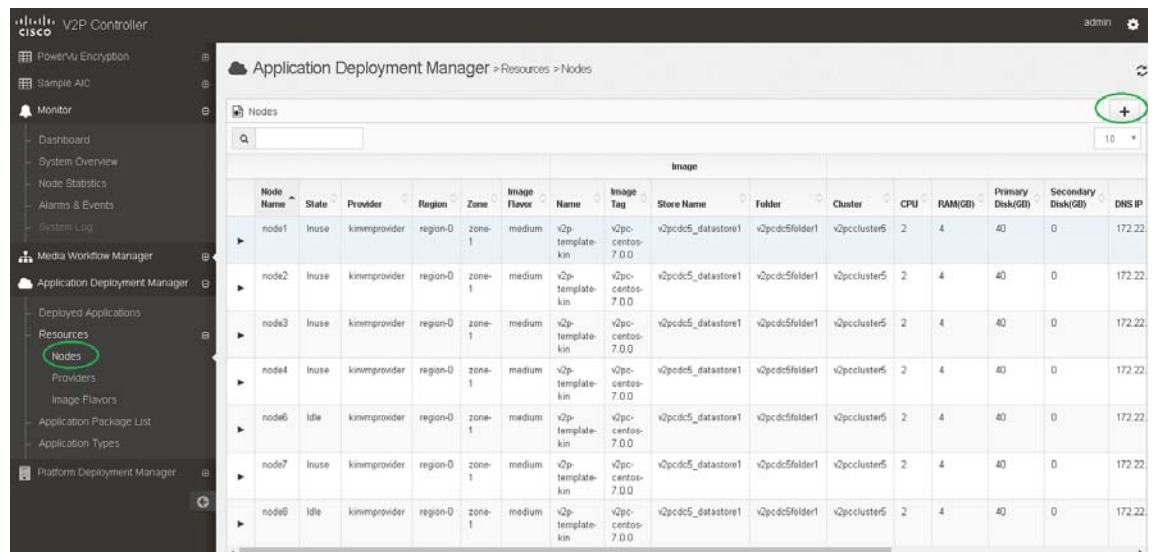 CISCO V2P Controller
admin
PowerVu Encryption
Sample AIC
Monitor
Dashboard
System Overview
Node Statistics
Alarms & Events
System Log
Media Workflow Manager
Application Deployment Manager
Deployed Applications
Resources
Nodes
Providers
Image Flavors
Application Package List
Application Types
Platform Deployment Manager
Application Deployment Manager > Resources > Nodes
Nodes
+
10
Image
Node Name State Provider Region Zone Image Flavor Name Image Tag Store Name Folder Cluster CPU RAM(GB) Primary Disk(GB) Secondary Disk(GB) DNS IP
node1 Inuse kinvmprovider region-0 zone-1 medium v2p-template-kin v2pc-centos-7.0.0 v2pcdc5_datastore1 v2pcdc5folder1 v2pccluster5 2 4 40 0 172.22.
node2 Inuse kinvmprovider region-0 zone-1 medium v2p-template-kin v2pc-centos-7.0.0 v2pcdc5_datastore1 v2pcdc5folder1 v2pccluster5 2 4 40 0 172.22.
node3 Inuse kinvmprovider region-0 zone-1 medium v2p-template-kin v2pc-centos-7.0.0 v2pcdc5_datastore1 v2pcdc5folder1 v2pccluster5 2 4 40 0 172.22.
node4 Inuse kinvmprovider region-0 zone-1 medium v2p-template-kin v2pc-centos-7.0.0 v2pcdc5_datastore1 v2pcdc5folder1 v2pccluster5 2 4 40 0 172.22.
node6 Idle kinvmprovider region-0 zone-1 medium v2p-template-kin v2pc-centos-7.0.0 v2pcdc5_datastore1 v2pcdc5folder1 v2pccluster5 2 4 40 0 172.22.
node7 Inuse kinvmprovider region-0 zone-1 medium v2p-template-kin v2pc-centos-7.0.0 v2pcdc5_datastore1 v2pcdc5folder1 v2pccluster5 2 4 40 0 172.22.
node8 Idle kinvmprovider region-0 zone-1 medium v2p-template-kin v2pc-centos-7.0.0 v2pcdc5_datastore1 v2pcdc5folder1 v2pccluster5 2 4 40 0 172.22.